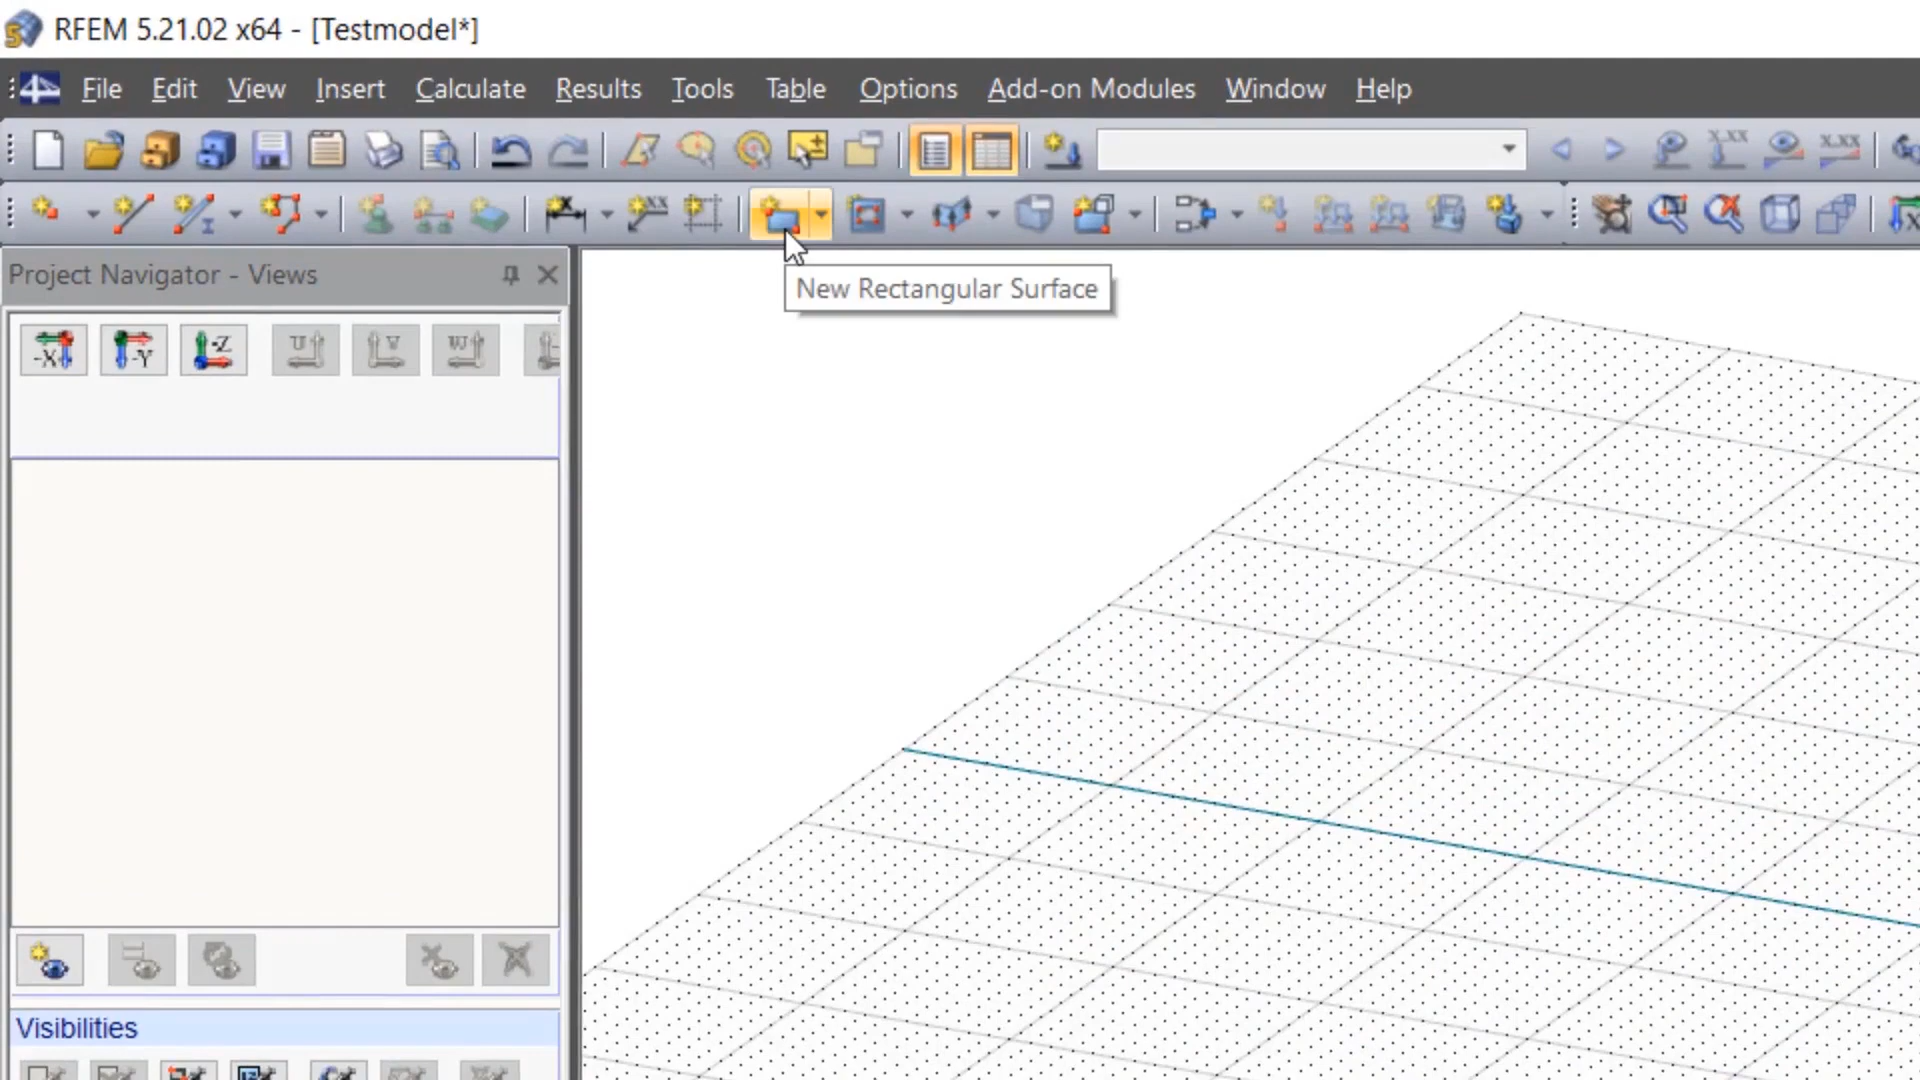 RFEM 5.21.02 x64 - [Testmodel*]
File Edit View Insert Calculate Results Tools Table Options Add-on Modules Window Help
New Rectangular Surface
Project Navigator - Views
-X -Y -Z
Visibilities